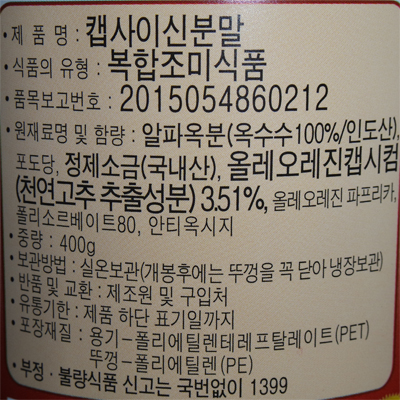 • 제 품 명 : 캡사이신분말
• 식품의 유형 : 복합조미식품
• 품목보고번호 : 2015054860212
• 원재료명 및 함량 : 알파옥분(옥수수100%/인도산),
포도당, 정제소금(국내산), 올레오레진캡시컴
(천연고추 추출성분) 3.51%, 올레오레진 파프리카,
폴리소르베이트80, 안티옥시지
• 중량 : 400g
• 보관방법 : 실온보관(개봉후에는 뚜껑을 꼭 닫아 냉장보관)
• 반품 및 교환 : 제조원 및 구입처
• 유통기한 : 제품 하단 표기일까지
• 포장재질 : 용기-폴리에틸렌테레프탈레이트(PET)
뚜껑-폴리에틸렌(PE)
• 부정·불량식품 신고는 국번없이 1399